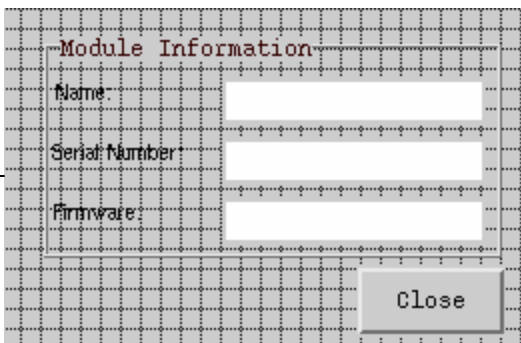 Module Information
Name:
Serial Number
Firmware:
Close